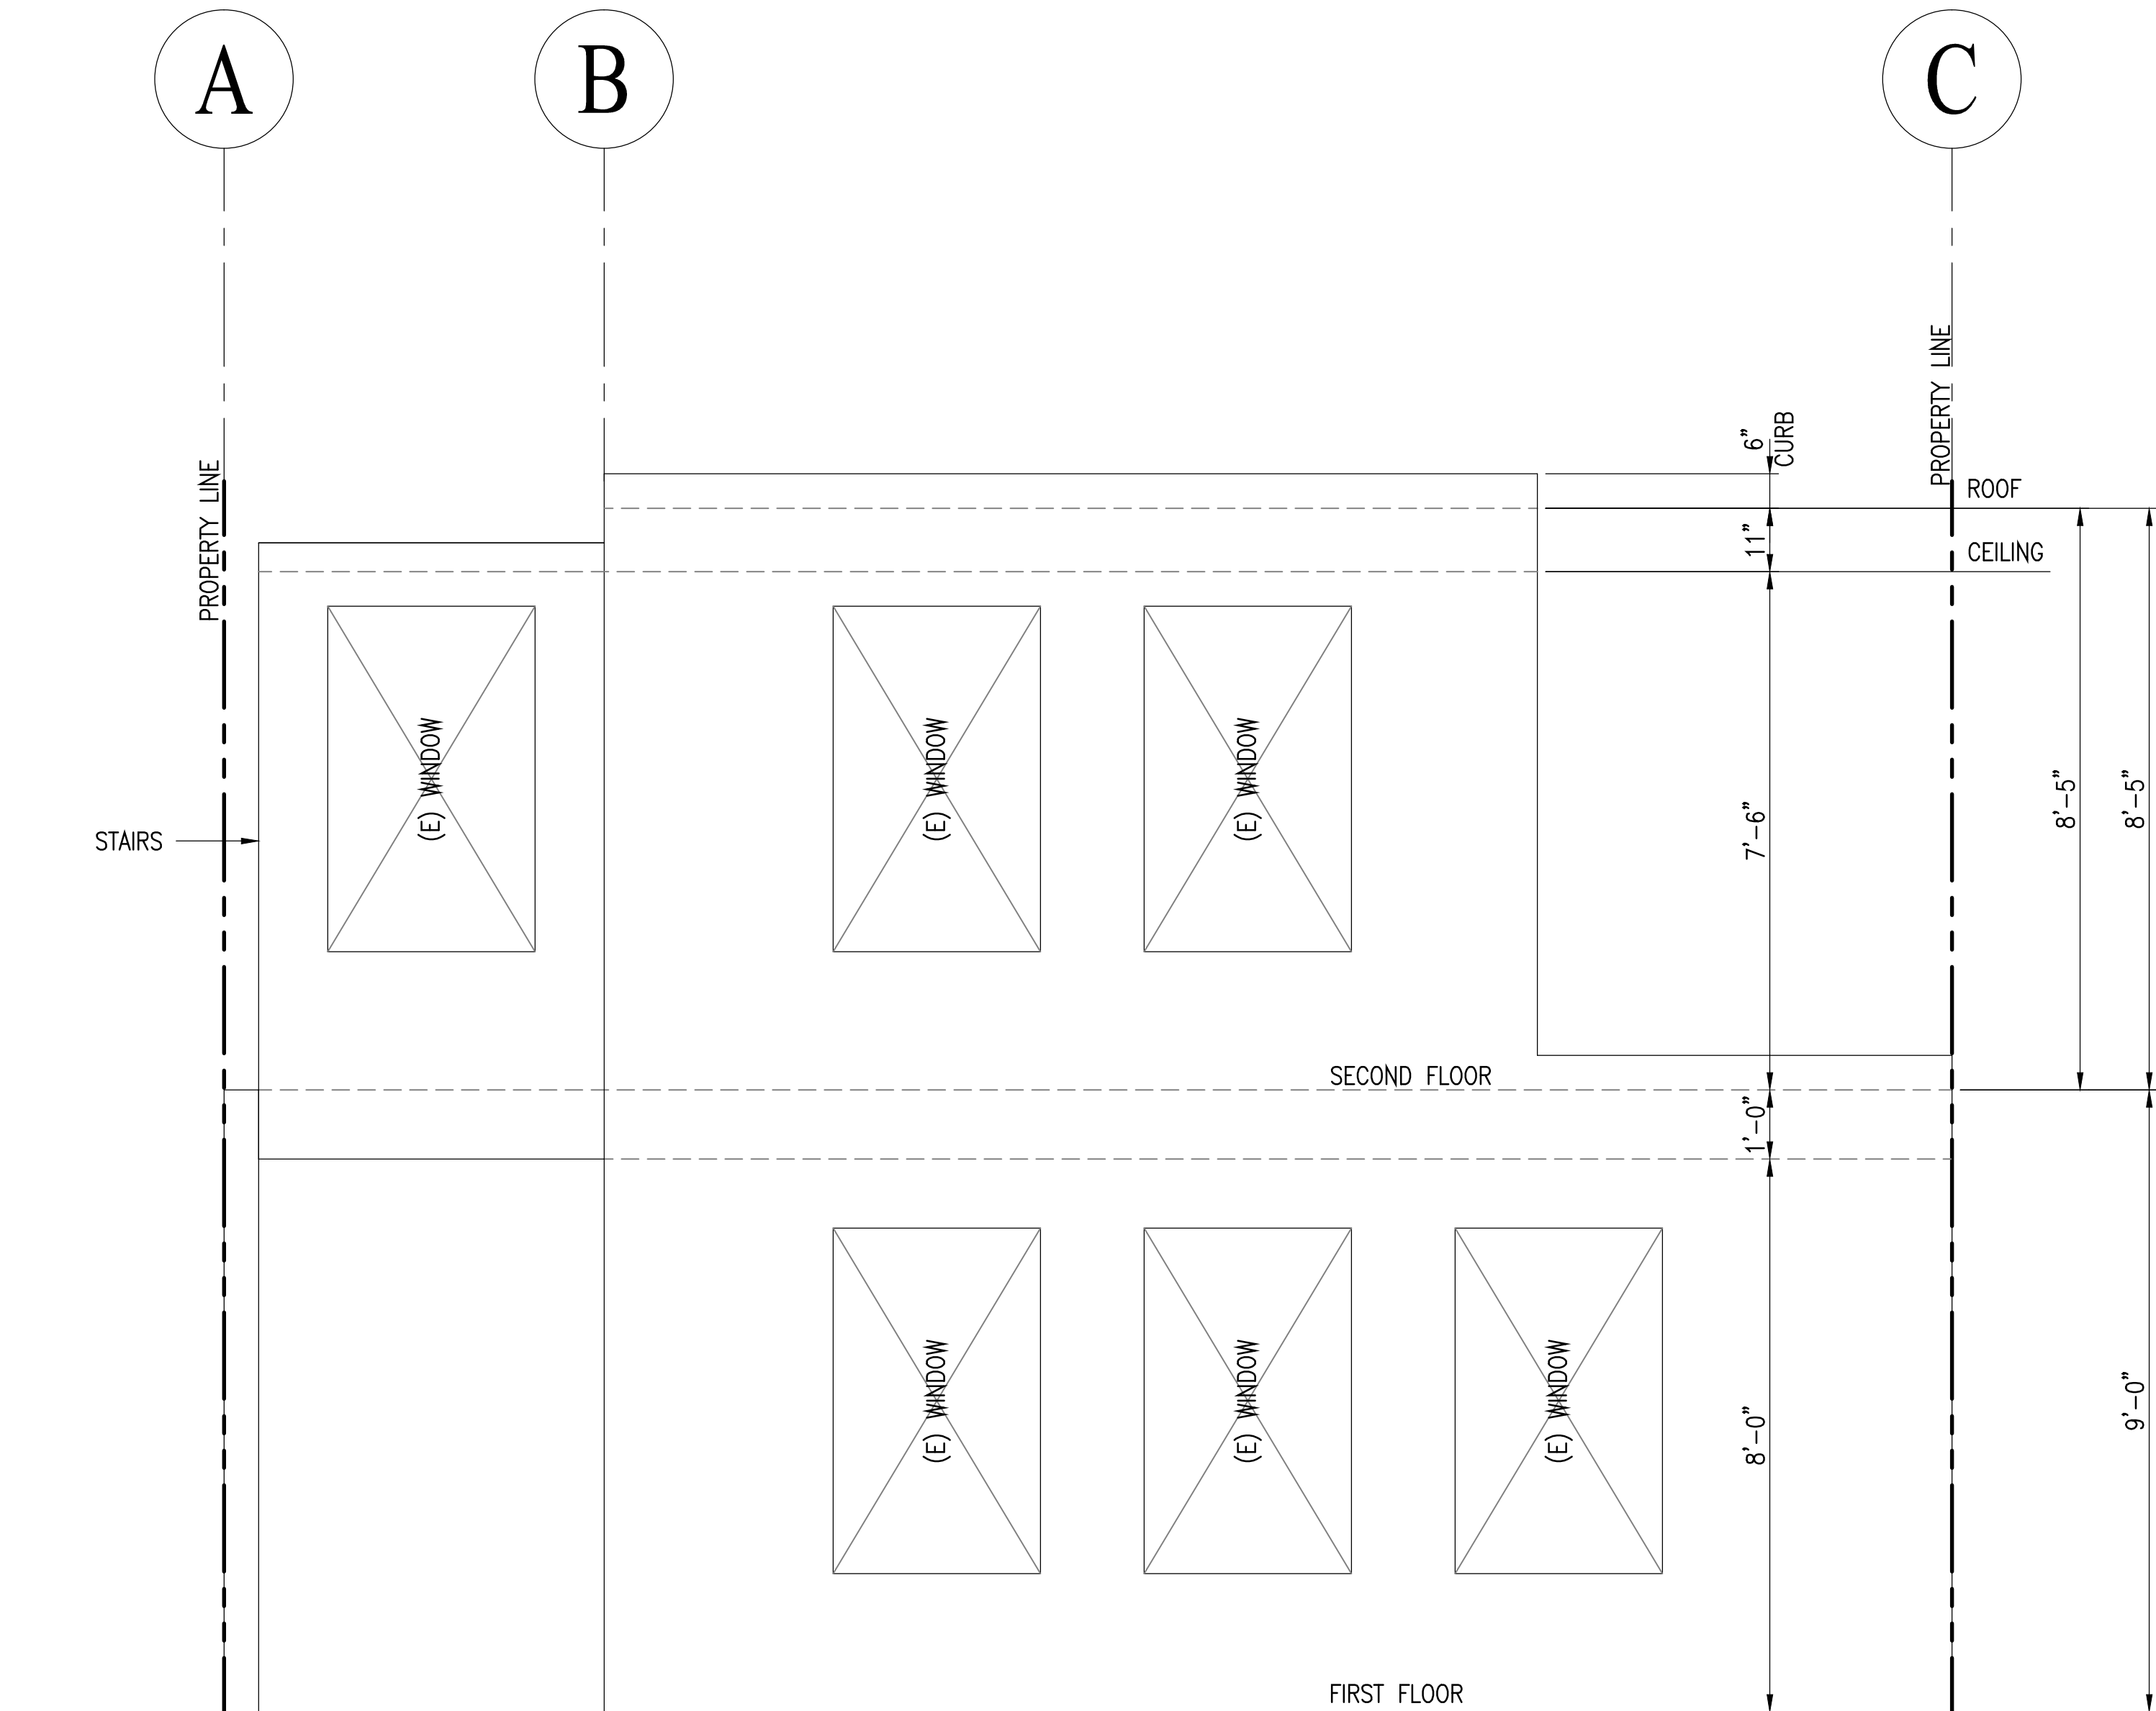 A
B
C
PROPERTY LINE
6"
CURB
PROPERTY LINE
ROOF
11"
CEILING
(E) WINDOW
(E) WINDOW
(E) WINDOW
STAIRS
7'-6"
8'-5"
8'-5"
SECOND FLOOR
1'-0"
(E) WINDOW
(E) WINDOW
(E) WINDOW
8'-0"
9'-0"
FIRST FLOOR